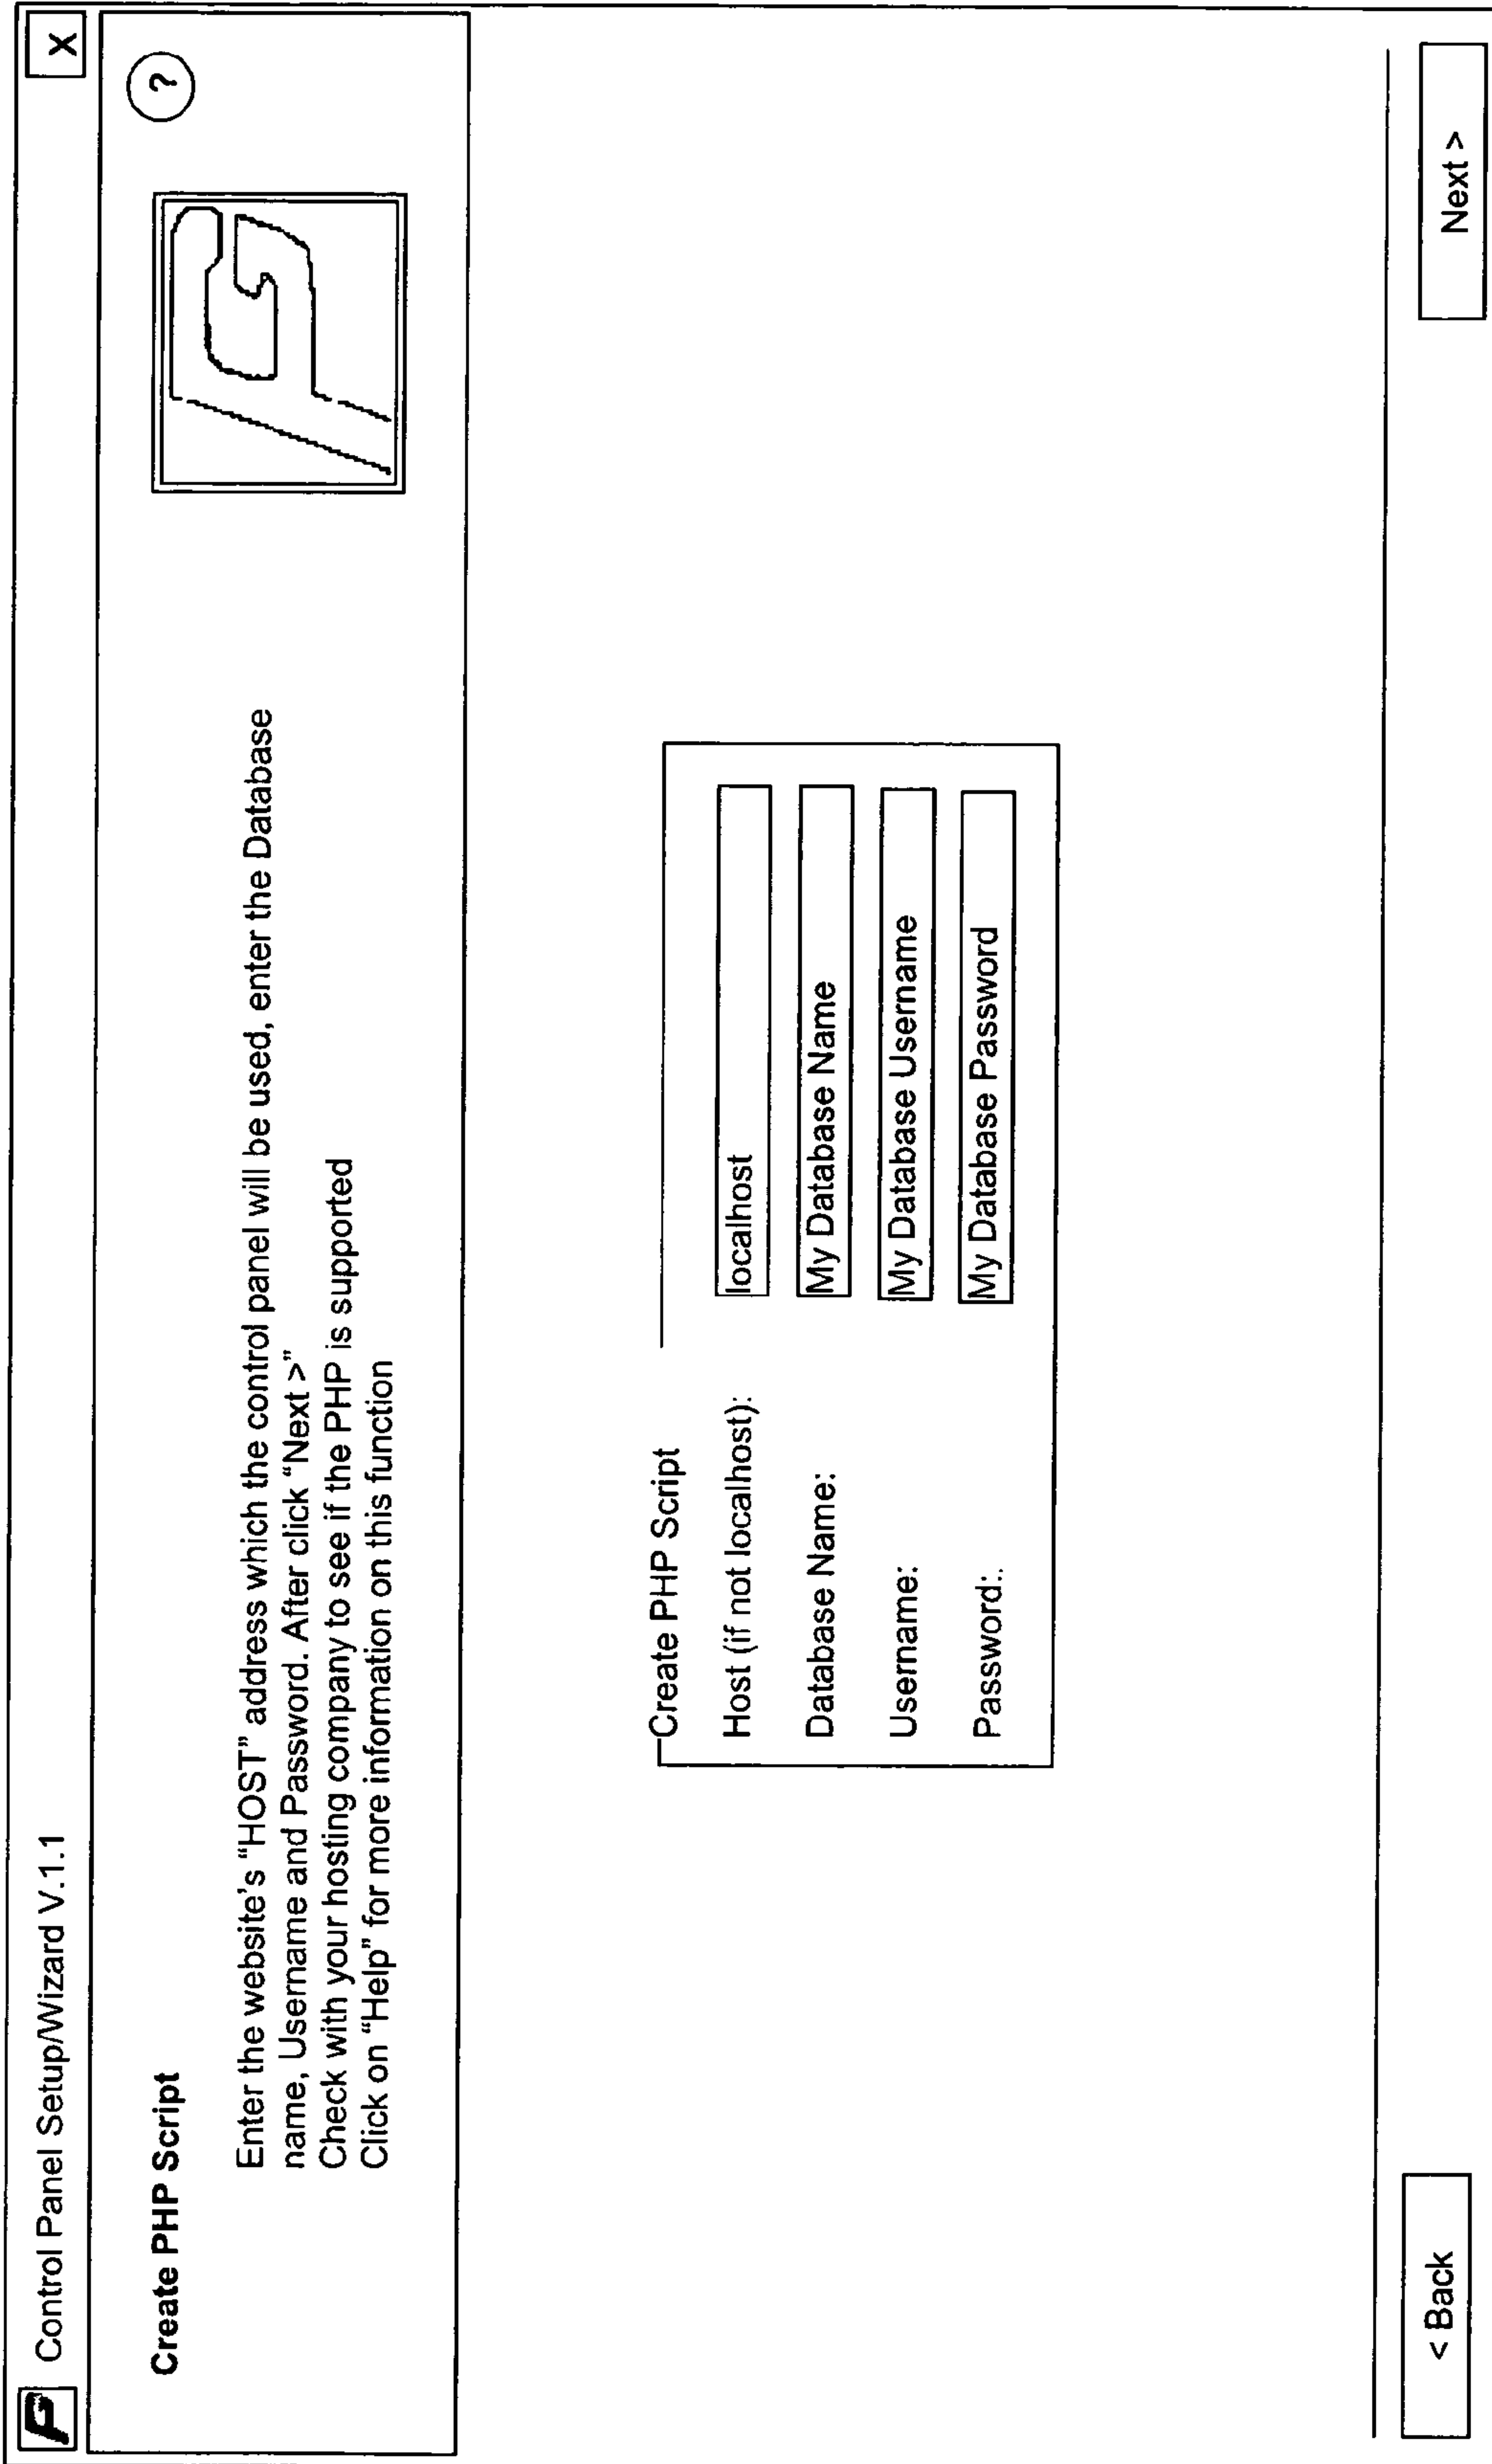 Control Panel Setup/Wizard V.1.1
X
Create PHP Script
?
Enter the website's "HOST" address which the control panel will be used, enter the Database
name, Username and Password. After click "Next >"
Check with your hosting company to see if the PHP is supported
Click on "Help" for more information on this function
Create PHP Script
Host (if not localhost): localhost
Database Name: My Database Name
Username: My Database Username
Password:. My Database Password
< Back
Next >